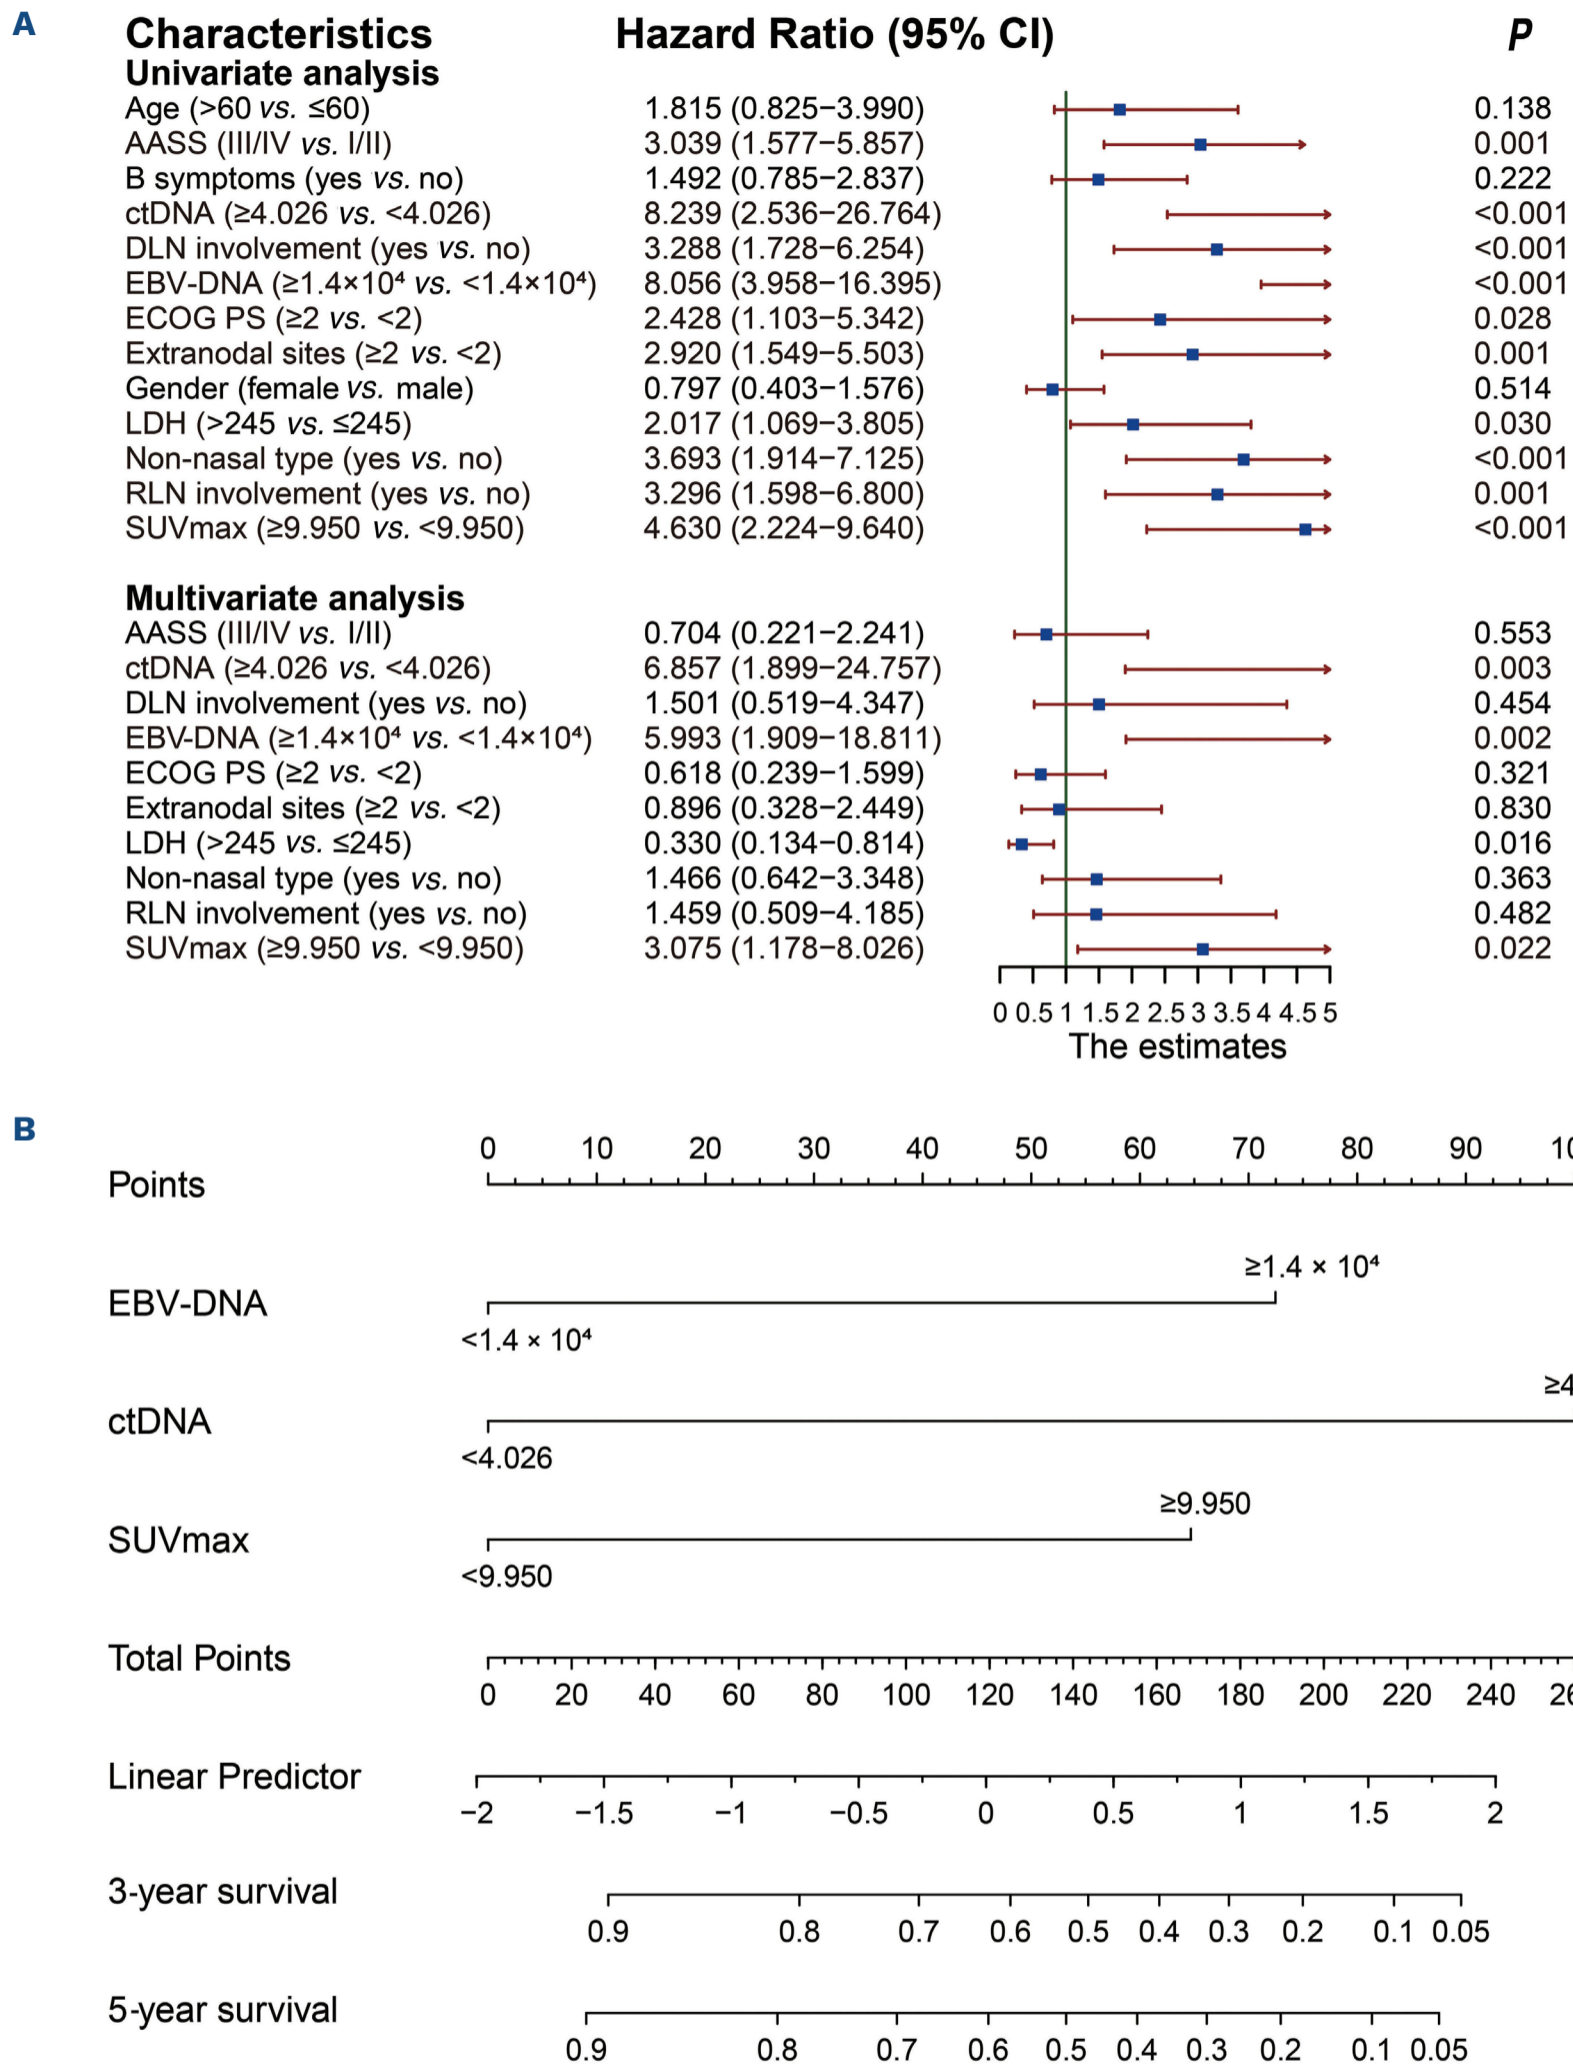 A
Characteristics Hazard Ratio (95% CI) P
Univariate analysis
Age (>60 vs. ≤60) 1.815 (0.825−3.990) 0.138
AASS (III/IV vs. I/II) 3.039 (1.577−5.857) 0.001
B symptoms (yes vs. no) 1.492 (0.785−2.837) 0.222
ctDNA (≥4.026 vs. <4.026) 8.239 (2.536−26.764) <0.001
DLN involvement (yes vs. no) 3.288 (1.728−6.254) <0.001
EBV-DNA (≥1.4×10⁴ vs. <1.4×10⁴) 8.056 (3.958−16.395) <0.001
ECOG PS (≥2 vs. <2) 2.428 (1.103−5.342) 0.028
Extranodal sites (≥2 vs. <2) 2.920 (1.549−5.503) 0.001
Gender (female vs. male) 0.797 (0.403−1.576) 0.514
LDH (>245 vs. ≤245) 2.017 (1.069−3.805) 0.030
Non-nasal type (yes vs. no) 3.693 (1.914−7.125) <0.001
RLN involvement (yes vs. no) 3.296 (1.598−6.800) 0.001
SUVmax (≥9.950 vs. <9.950) 4.630 (2.224−9.640) <0.001
Multivariate analysis
AASS (III/IV vs. I/II) 0.704 (0.221−2.241) 0.553
ctDNA (≥4.026 vs. <4.026) 6.857 (1.899−24.757) 0.003
DLN involvement (yes vs. no) 1.501 (0.519−4.347) 0.454
EBV-DNA (≥1.4×10⁴ vs. <1.4×10⁴) 5.993 (1.909−18.811) 0.002
ECOG PS (≥2 vs. <2) 0.618 (0.239−1.599) 0.321
Extranodal sites (≥2 vs. <2) 0.896 (0.328−2.449) 0.830
LDH (>245 vs. ≤245) 0.330 (0.134−0.814) 0.016
Non-nasal type (yes vs. no) 1.466 (0.642−3.348) 0.363
RLN involvement (yes vs. no) 1.459 (0.509−4.185) 0.482
SUVmax (≥9.950 vs. <9.950) 3.075 (1.178−8.026) 0.022
0 0.5 1 1.5 2 2.5 3 3.5 4 4.5 5
The estimates
B
0 10 20 30 40 50 60 70 80 90
Points
≥1.4 × 10⁴
EBV-DNA
<1.4 × 10⁴
≥4
ctDNA
<4.026
≥9.950
SUVmax
<9.950
Total Points
0 20 40 60 80 100 120 140 160 180 200 220 240
Linear Predictor
−2 −1.5 −1 −0.5 0 0.5 1 1.5 2
3-year survival
0.9 0.8 0.7 0.6 0.5 0.4 0.3 0.2 0.1 0.05
5-year survival
0.9 0.8 0.7 0.6 0.5 0.4 0.3 0.2 0.1 0.05